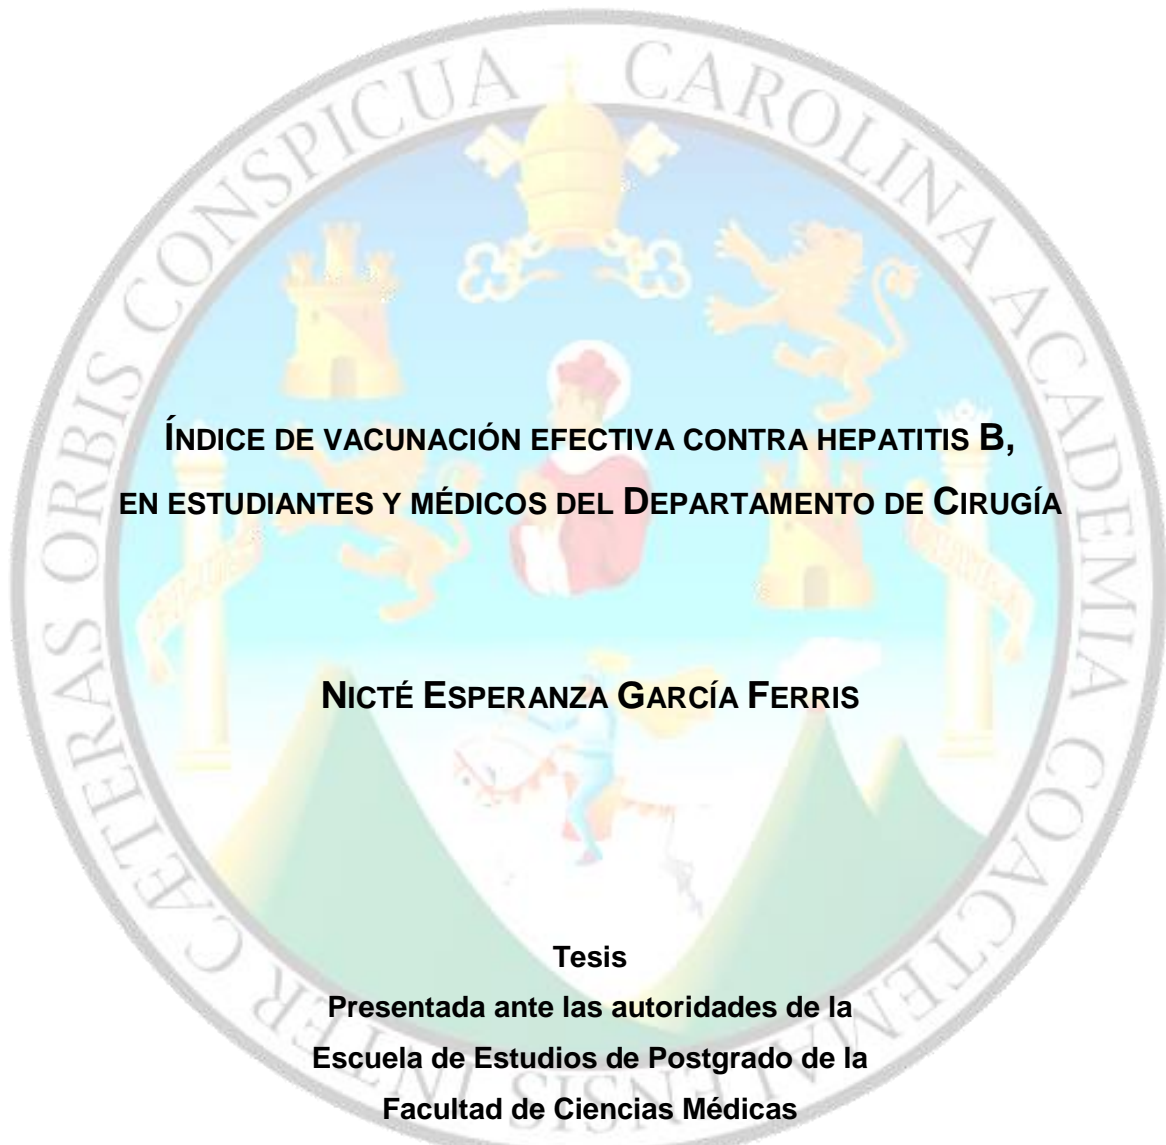 CAROLINA ACADEMIA COACTEMALENSIS INTER CÆTERAS ORBIS CONSPICUA
ÍNDICE DE VACUNACIÓN EFECTIVA CONTRA HEPATITIS B,
EN ESTUDIANTES Y MÉDICOS DEL DEPARTAMENTO DE CIRUGÍA
NICTÉ ESPERANZA GARCÍA FERRIS
Tesis
Presentada ante las autoridades de la
Escuela de Estudios de Postgrado de la
Facultad de Ciencias Médicas